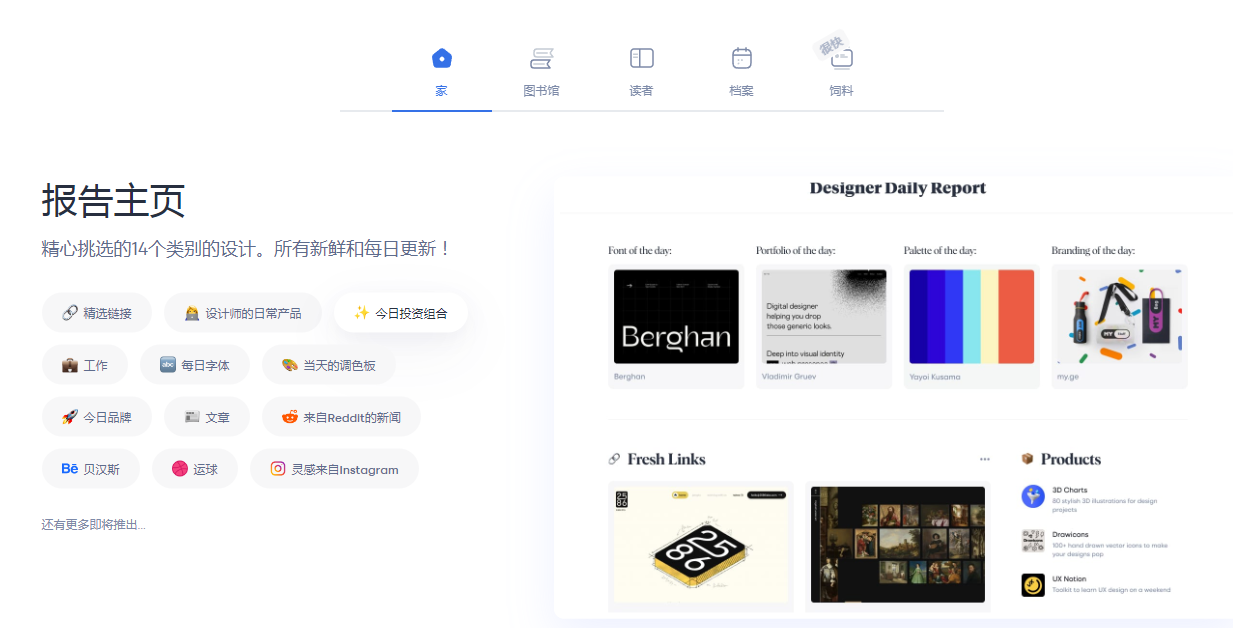 很快
家
图书馆
读者
档案
饲料
报告主页
精心挑选的14个类别的设计。所有新鲜和每日更新！
精选链接
设计师的日常产品
今日投资组合
工作
abc 每日字体
当天的调色板
今日品牌
文章
来自Reddit的新闻
Bē 贝汉斯
运球
灵感来自Instagram
还有更多即将推出...
Designer Daily Report
Font of the day:
Portfolio of the day:
Palette of the day:
Branding of the day:
Berghan
Digital designer
helping you drop
those generic looks.
Deep into visual identity
Berghan
Vladimir Gruev
Yayoi Kusama
my.ge
Fresh Links
Products
2586
2586
3D Charts
80 stylish 3D illustrations for design
projects
Drawicons
100+ hand drawn vector icons to make
your designs pop
UX Notion
Toolkit to learn UX design on a weekend